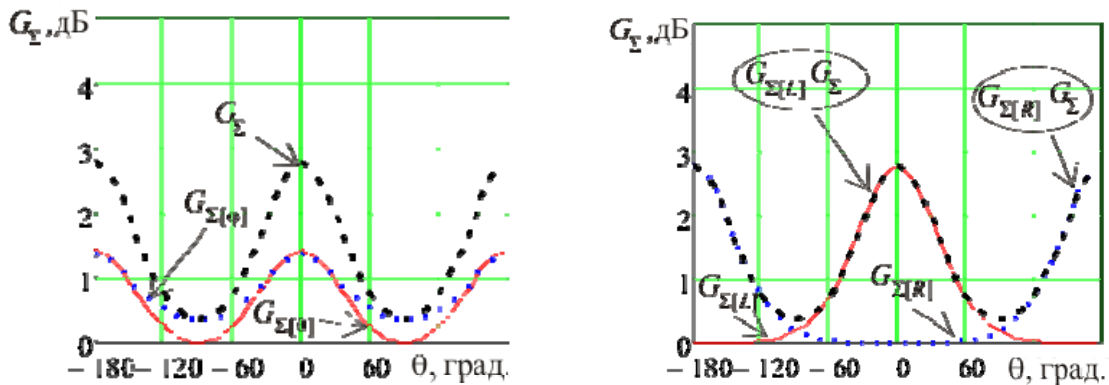 G_Σ, дБ
4
3
2
1
0
G_Σ
G_Σ[φ]
G_Σ[θ]
– 180 – 120 – 60 0 60 θ, град.
G_Σ, дБ
4
3
2
1
0
G_Σ[L] G_Σ
G_Σ[R] G_Σ
G_Σ[L]
G_Σ[R]
– 180 – 120 – 60 0 60 θ, град.